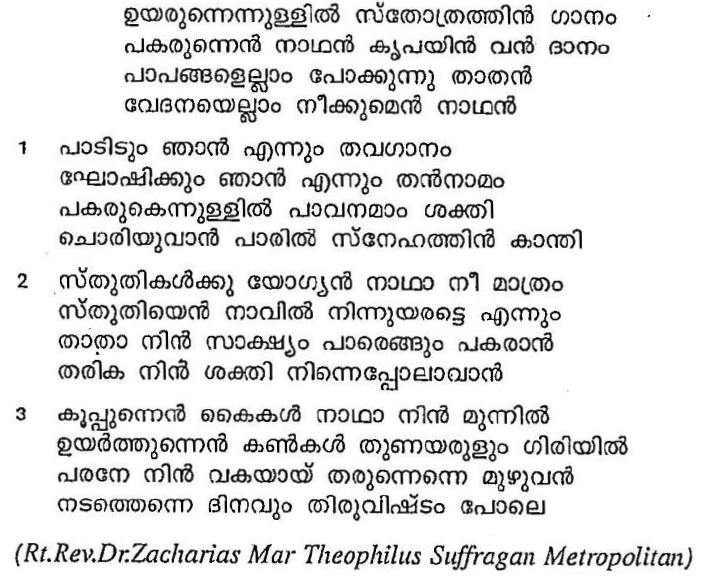 ഉയരുന്നെന്നുള്ളിൽ സ്തോത്രത്തിൻ ഗാനം
പകരുന്നെൻ നാഥൻ കൃപയിൻ വൻ ദാനം
പാപങ്ങളെല്ലാം പോക്കുന്നു താതൻ
വേദനയെല്ലാം നീക്കുമെൻ നാഥൻ
1 പാടിടും ഞാൻ എന്നും തവഗാനം
ഘോഷിക്കും ഞാൻ എന്നും തൻനാമം
പകരുകെന്നുള്ളിൽ പാവനമാം ശക്തി
ചൊരിയുവാൻ പാരിൽ സ്നേഹത്തിൻ കാന്തി
2 സ്തുതികൾക്കു യോഗ്യൻ നാഥാ നീ മാത്രം
സ്തുതിയെൻ നാവിൽ നിന്നുയരട്ടെ എന്നും
താതാ നിൻ സാക്ഷ്യം പാരെങ്ങും പകരാൻ
തരിക നിൻ ശക്തി നിന്നെപ്പോലാവാൻ
3 കൂപ്പുന്നെൻ കൈകൾ നാഥാ നിൻ മുന്നിൽ
ഉയർത്തുന്നെൻ കൺകൾ തുണയരുളും ഗിരിയിൽ
പരനേ നിൻ വകയായ് തരുന്നെന്നെ മുഴുവൻ
നടത്തെന്നെ ദിനവും തിരുവിഷ്ടം പോലെ
(Rt.Rev.Dr.Zacharias Mar Theophilus Suffragan Metropolitan)